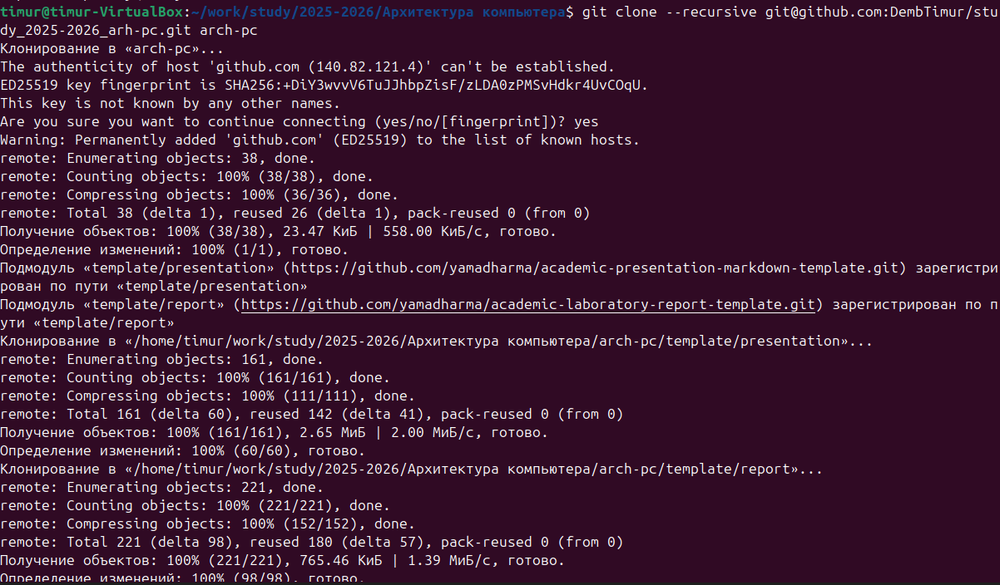 timur@timur-VirtualBox:~/work/study/2025-2026/Архитектура компьютера$ git clone --recursive git@github.com:DembTimur/stu
dy_2025-2026_arh-pc.git arch-pc
Клонирование в «arch-pc»...
The authenticity of host 'github.com (140.82.121.4)' can't be established.
ED25519 key fingerprint is SHA256:+DiY3wvvV6TuJJhbpZisF/zLDA0zPMSvHdkr4UvCOqU.
This key is not known by any other names.
Are you sure you want to continue connecting (yes/no/[fingerprint])? yes
Warning: Permanently added 'github.com' (ED25519) to the list of known hosts.
remote: Enumerating objects: 38, done.
remote: Counting objects: 100% (38/38), done.
remote: Compressing objects: 100% (36/36), done.
remote: Total 38 (delta 1), reused 26 (delta 1), pack-reused 0 (from 0)
Получение объектов: 100% (38/38), 23.47 КиБ | 558.00 КиБ/с, готово.
Определение изменений: 100% (1/1), готово.
Подмодуль «template/presentation» (https://github.com/yamadharma/academic-presentation-markdown-template.git) зарегистри
рован по пути «template/presentation»
Подмодуль «template/report» (https://github.com/yamadharma/academic-laboratory-report-template.git) зарегистрирован по п
ути «template/report»
Клонирование в «/home/timur/work/study/2025-2026/Архитектура компьютера/arch-pc/template/presentation»...
remote: Enumerating objects: 161, done.
remote: Counting objects: 100% (161/161), done.
remote: Compressing objects: 100% (111/111), done.
remote: Total 161 (delta 60), reused 142 (delta 41), pack-reused 0 (from 0)
Получение объектов: 100% (161/161), 2.65 МиБ | 2.00 МиБ/с, готово.
Определение изменений: 100% (60/60), готово.
Клонирование в «/home/timur/work/study/2025-2026/Архитектура компьютера/arch-pc/template/report»...
remote: Enumerating objects: 221, done.
remote: Counting objects: 100% (221/221), done.
remote: Compressing objects: 100% (152/152), done.
remote: Total 221 (delta 98), reused 180 (delta 57), pack-reused 0 (from 0)
Получение объектов: 100% (221/221), 765.46 КиБ | 1.39 МиБ/с, готово.
Определение изменений: 100% (98/98), готово.